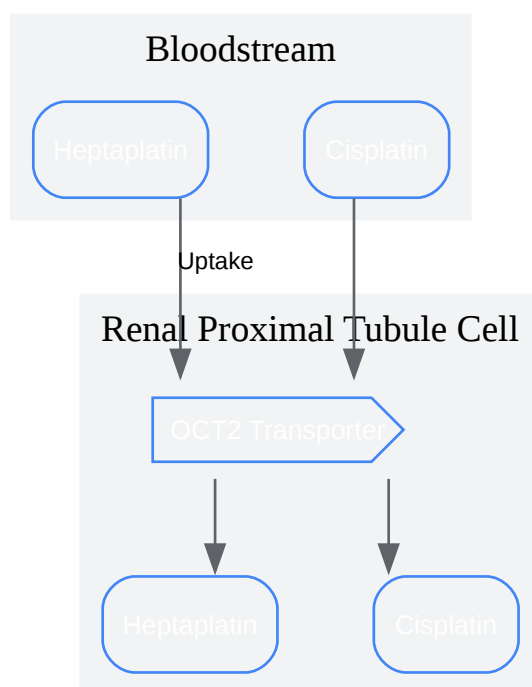 Bloodstream
Heptaplatin
Cisplatin
Uptake
Renal Proximal Tubule Cell
OCT2 Transporter
Heptaplatin
Cisplatin